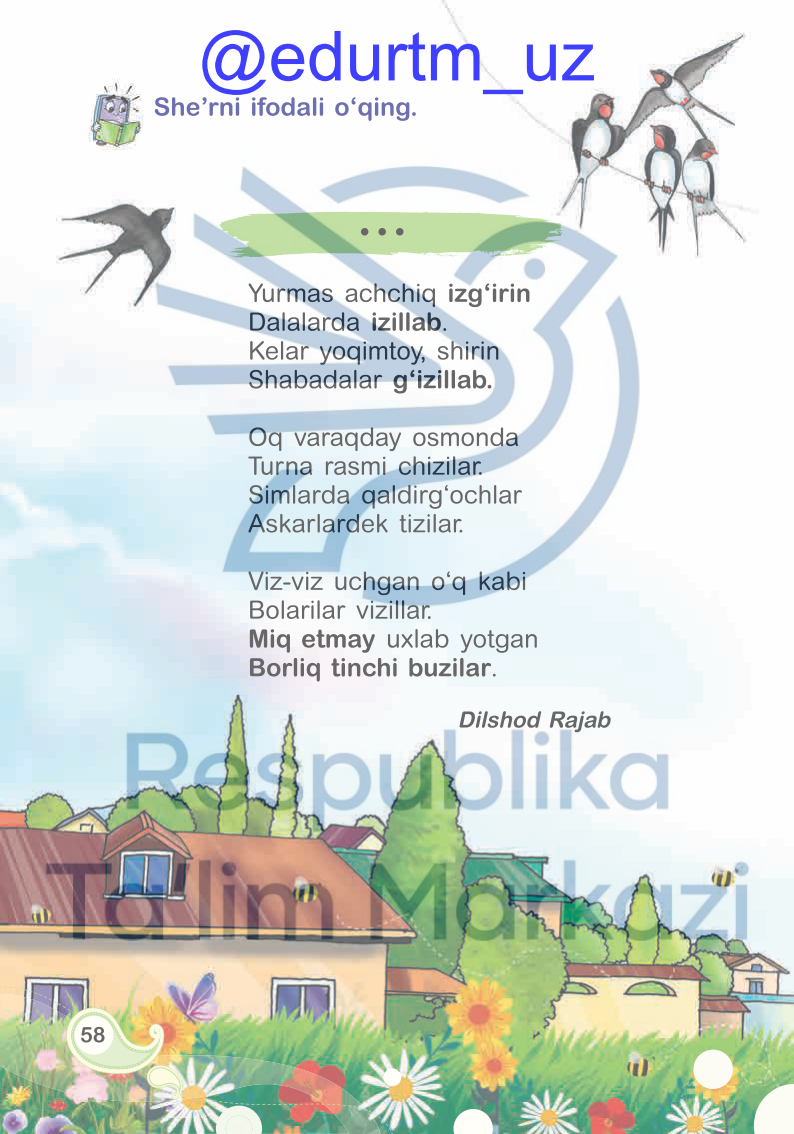 @edurtm_uz
She’rni ifodali o‘qing.
...
Yurmas achchiq izg‘irin
Dalalarda izillab.
Kelar yoqimtoy, shirin
Shabadalar g‘izillab.
Oq varaqday osmonda
Turna rasmi chizilar.
Simlarda qaldirg‘ochlar
Askarlardek tizilar.
Viz-viz uchgan o‘q kabi
Bolarilar vizillar.
Miq etmay uxlab yotgan
Borliq tinchi buzilar.
Dilshod Rajab
Respublika
Ta'lim Markazi
58